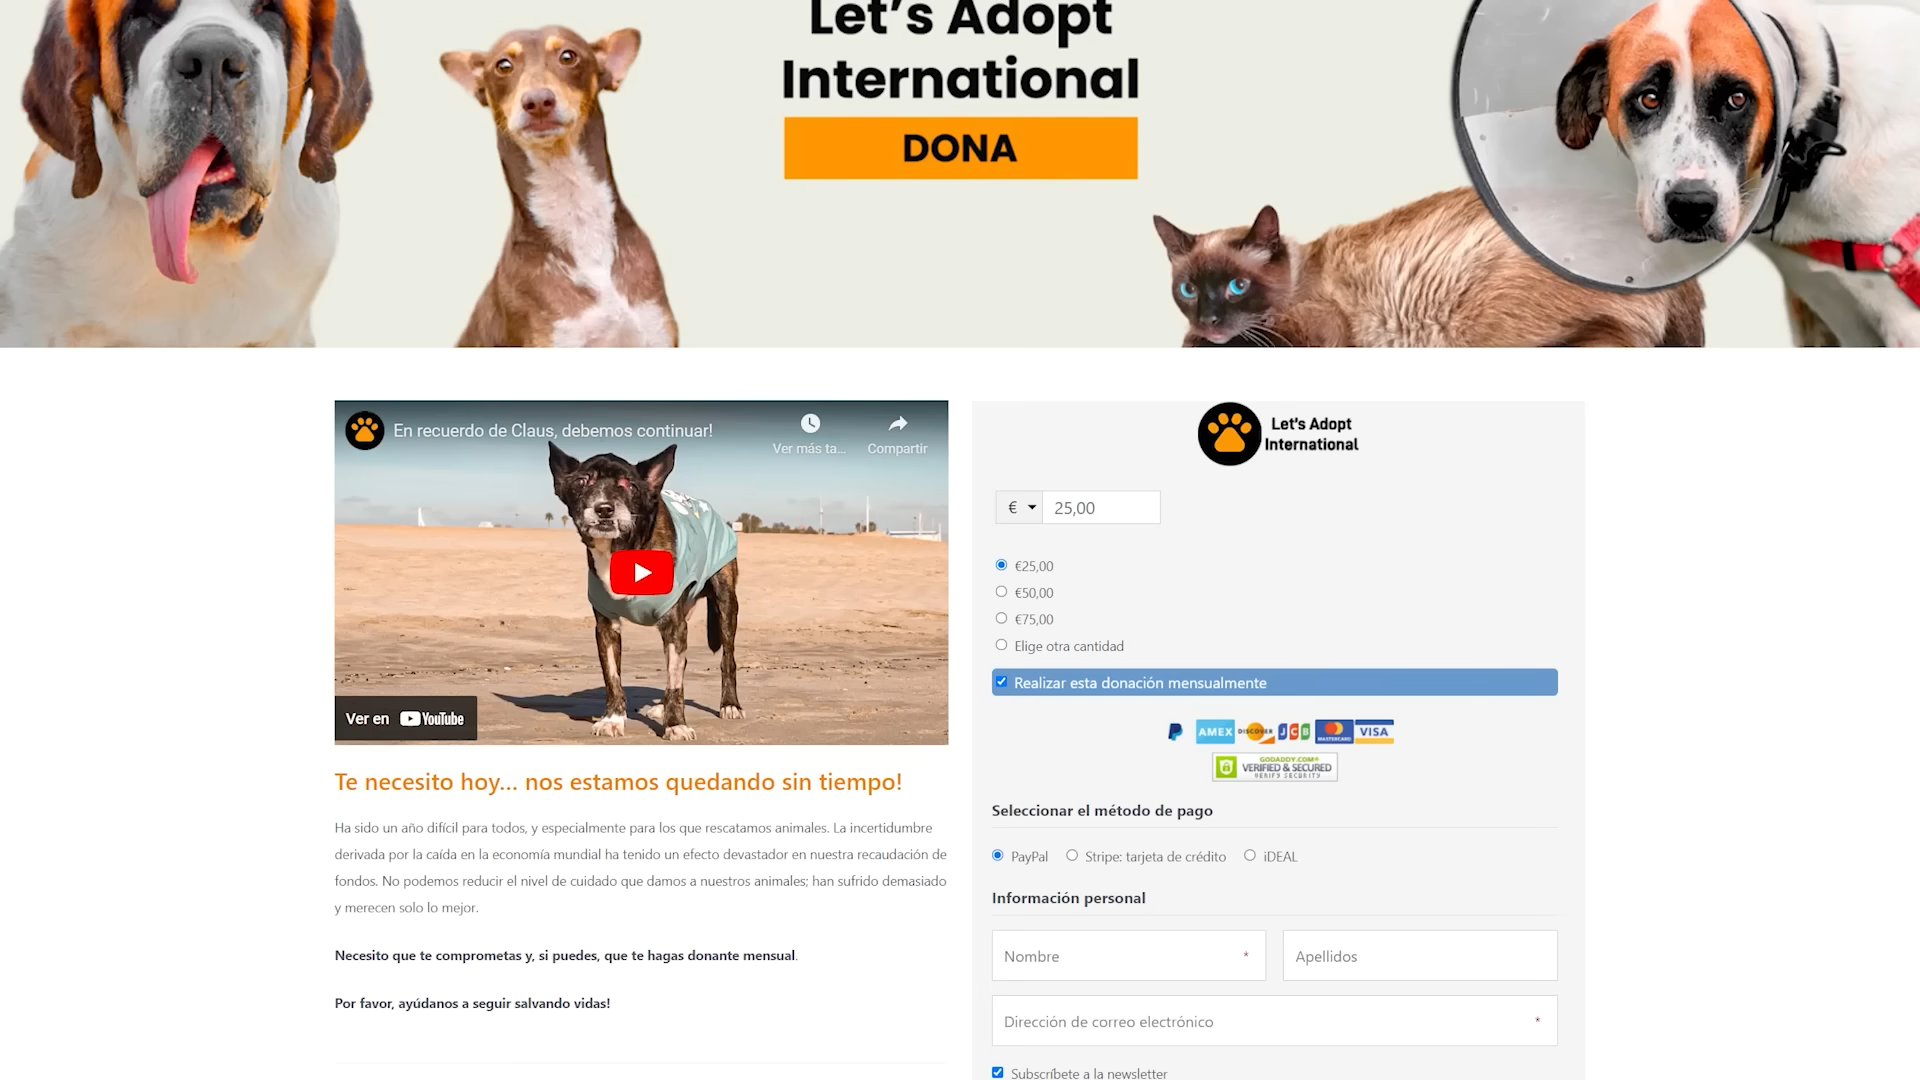 Let's Adopt
International
DONA
En recuerdo de Claus, debemos continuar!
Ver más ta...
Compartir
Ver en YouTube
Te necesito hoy... nos estamos quedando sin tiempo!
Ha sido un año difícil para todos, y especialmente para los que rescatamos animales. La incertidumbre
derivada por la caída en la economía mundial ha tenido un efecto devastador en nuestra recaudación de
fondos. No podemos reducir el nivel de cuidado que damos a nuestros animales; han sufrido demasiado
y merecen solo lo mejor.
Necesito que te comprometas y, si puedes, que te hagas donante mensual.
Por favor, ayúdanos a seguir salvando vidas!
Let's Adopt
International
€ 25,00
€25,00
€50,00
€75,00
Elige otra cantidad
Realizar esta donación mensualmente
AMEX DISCOVER JCB MASTERCARD VISA
GODADDY.COM®
VERIFIED & SECURED
VERIFY SECURITY
Seleccionar el método de pago
PayPal Stripe: tarjeta de crédito iDEAL
Información personal
Nombre * Apellidos
Dirección de correo electrónico *
Subscríbete a la newsletter